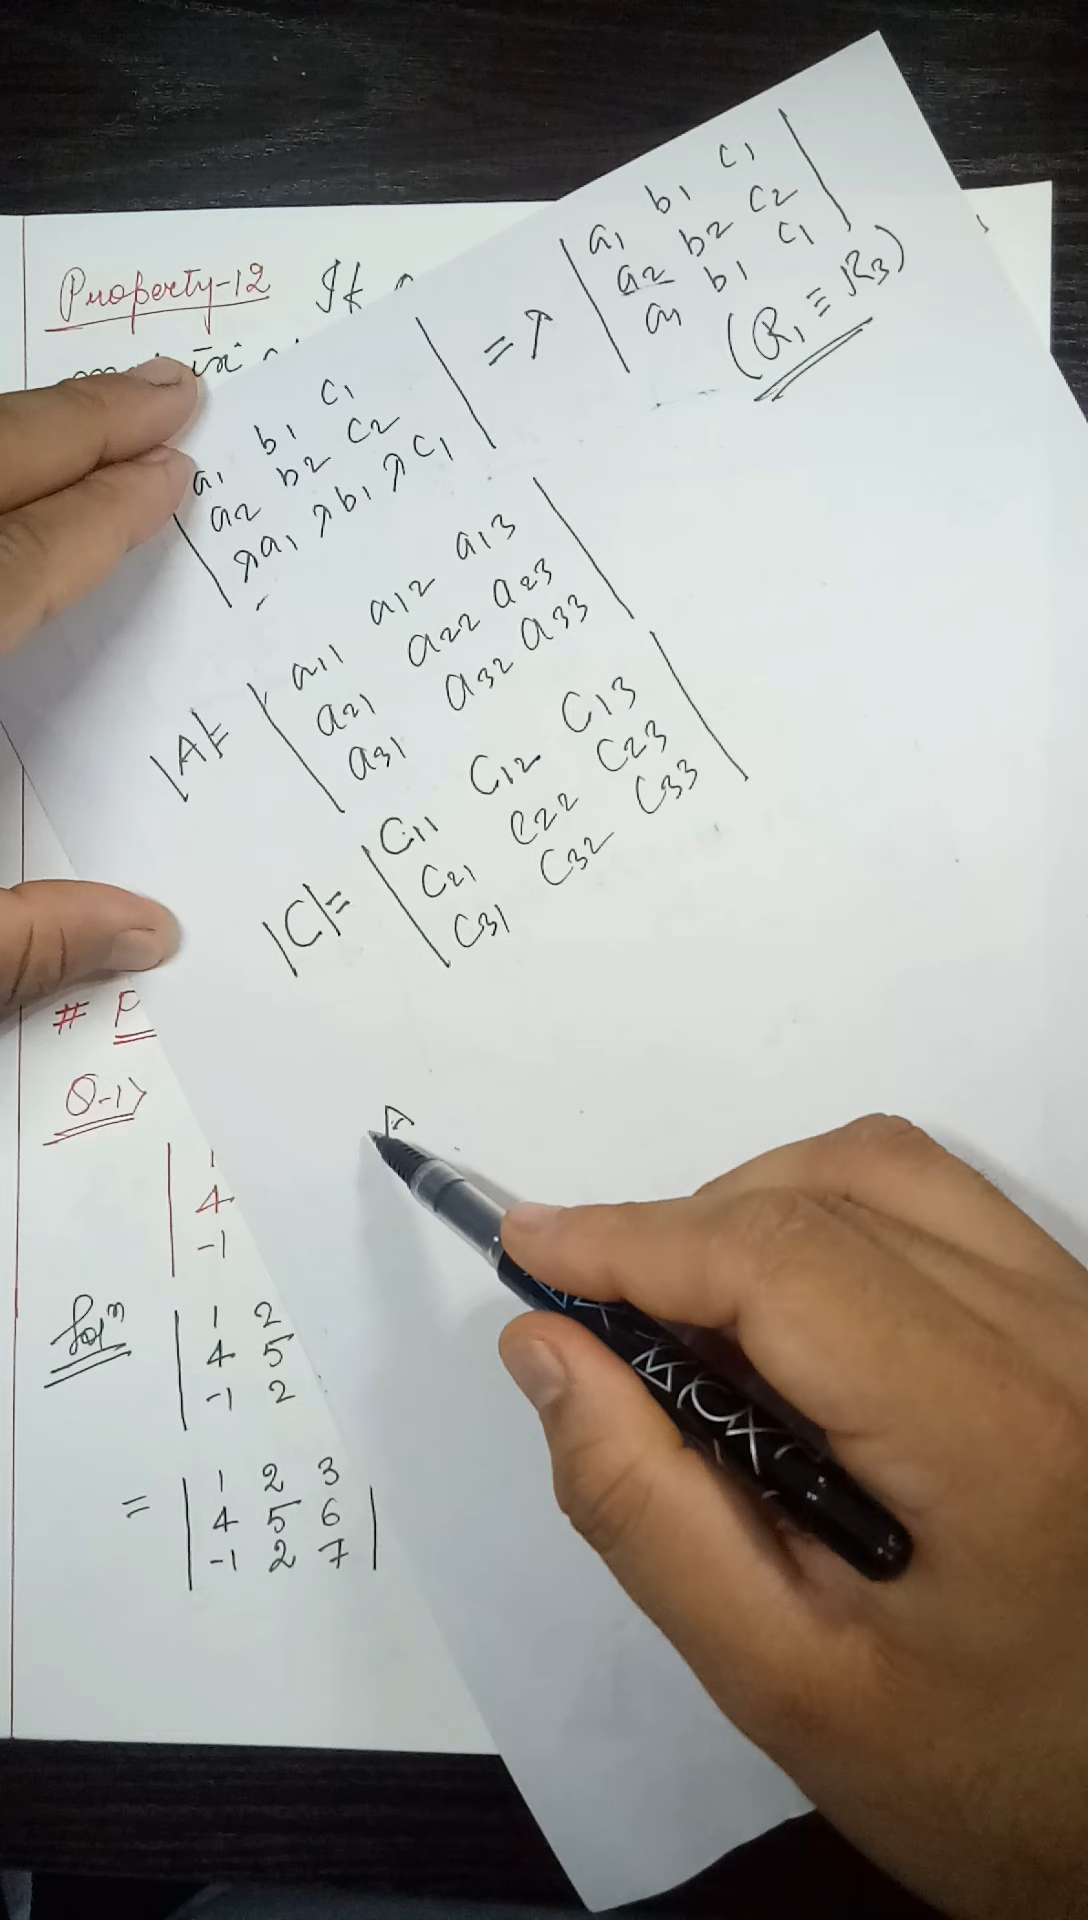 Property-12 If
a1 b1 c1
a2 b2 c2
λa1 λb1 λc1
= λ
a1 b1 c1
a2 b2 c2
a1 b1 c1
(R1 ≡ R3)
|A|=
a11 a12 a13
a21 a22 a23
a31 a32 a33
|C|=
C11 C12 C13
C21 C22 C23
C31 C32 C33
A
# P
Q-1>
1
4
-1
Solⁿ
1 2
4 5
-1 2
=
1 2 3
4 5 6
-1 2 7